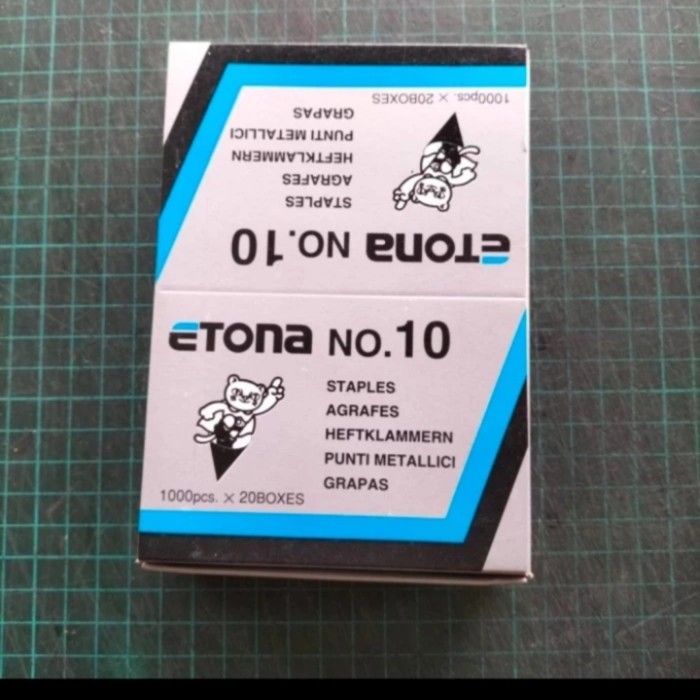 1000pcs. × 20BOXES
GRAPAS
PUNTI METALLICI
HEFTKLAMMERN
AGRAFES
STAPLES
ETONA NO.10
ETONA NO.10
STAPLES
AGRAFES
HEFTKLAMMERN
PUNTI METALLICI
GRAPAS
1000pcs. × 20BOXES